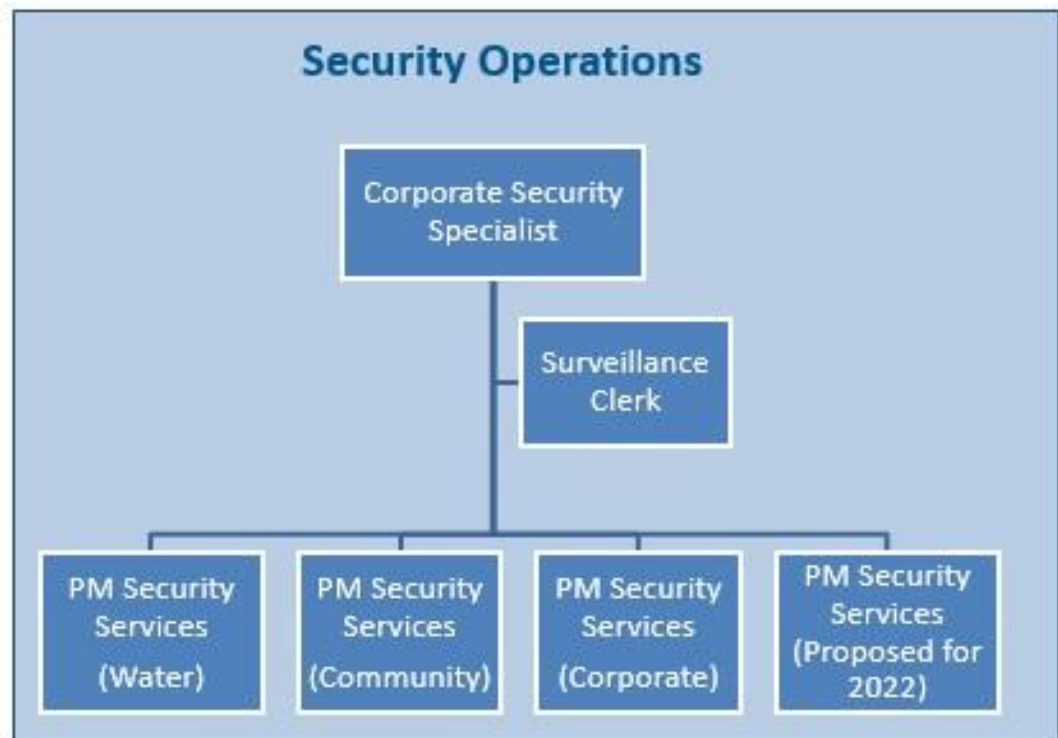 Security Operations
Corporate Security
Specialist
Surveillance
Clerk
PM Security
Services
(Water)
PM Security
Services
(Community)
PM Security
Services
(Corporate)
PM Security
Services
(Proposed for
2022)